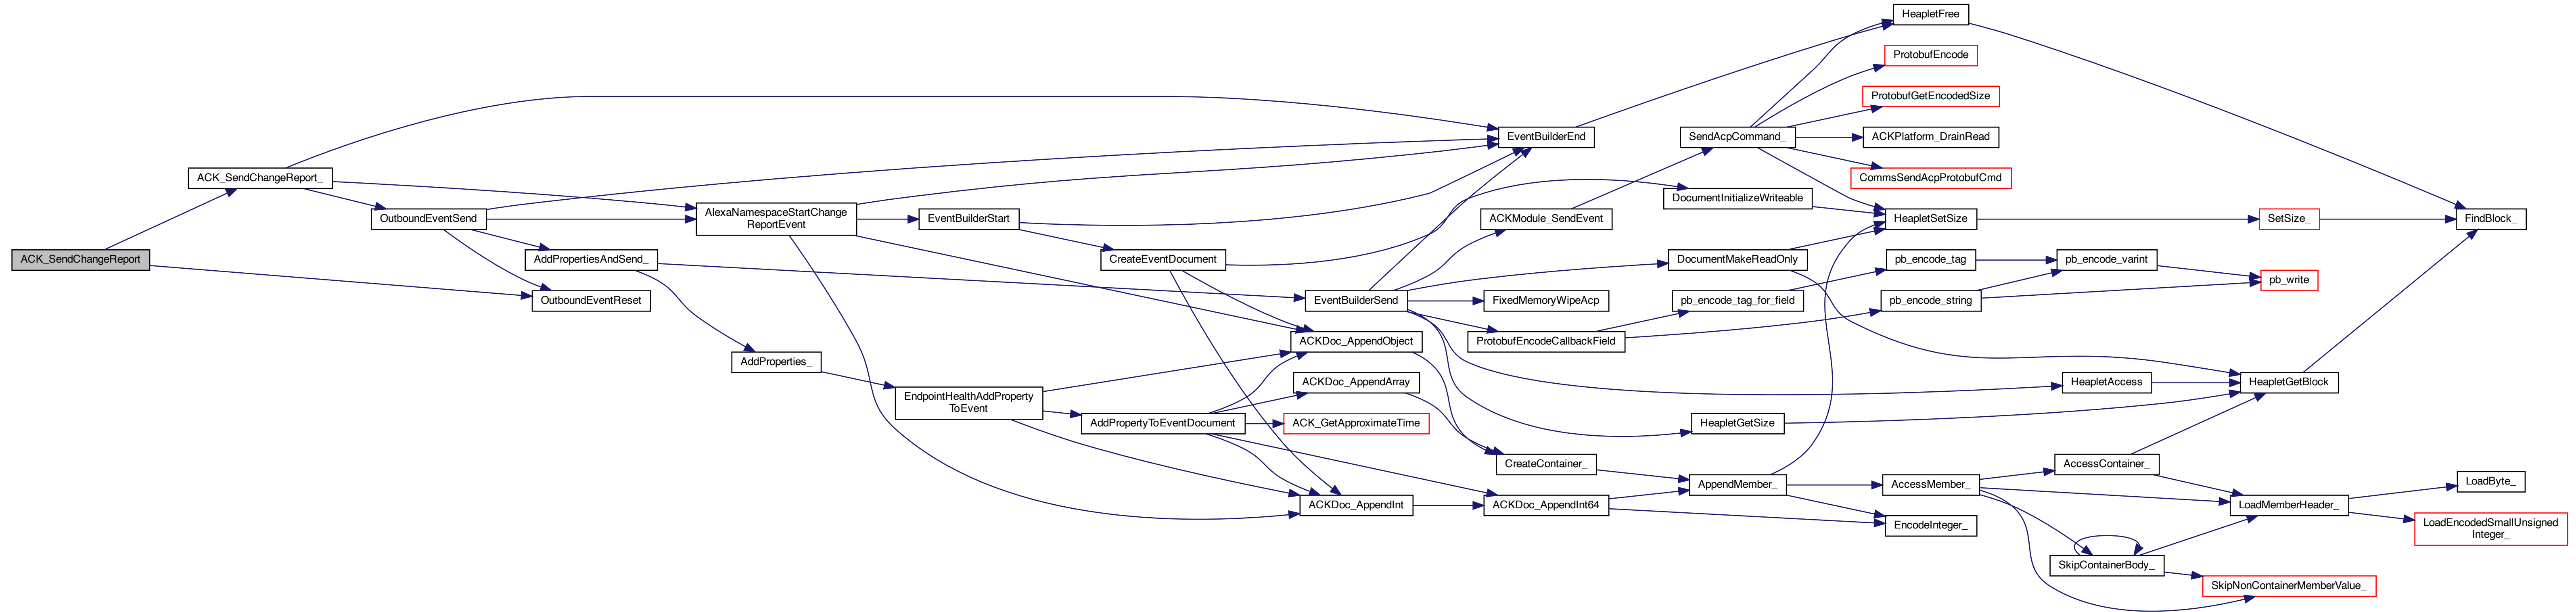 ACK_SendChangeReport
ACK_SendChangeReport_
OutboundEventSend
AddPropertiesAndSend_
OutboundEventReset
AlexaNamespaceStartChange
ReportEvent
AddProperties_
EventBuilderStart
EndpointHealthAddProperty
ToEvent
CreateEventDocument
AddPropertyToEventDocument
EventBuilderSend
ACKDoc_AppendObject
ACKDoc_AppendArray
ACK_GetApproximateTime
ACKDoc_AppendInt
EventBuilderEnd
ACKModule_SendEvent
FixedMemoryWipeAcp
ProtobufEncodeCallbackField
CreateContainer_
ACKDoc_AppendInt64
SendAcpCommand_
DocumentInitializeWriteable
DocumentMakeReadOnly
pb_encode_tag_for_field
HeapletGetSize
AppendMember_
HeapletFree
ProtobufEncode
ProtobufGetEncodedSize
ACKPlatform_DrainRead
CommsSendAcpProtobufCmd
HeapletSetSize
pb_encode_tag
pb_encode_string
AccessMember_
EncodeInteger_
pb_encode_varint
HeapletAccess
AccessContainer_
SkipContainerBody_
SetSize_
pb_write
HeapletGetBlock
LoadMemberHeader_
SkipNonContainerMemberValue_
FindBlock_
LoadByte_
LoadEncodedSmallUnsigned
Integer_